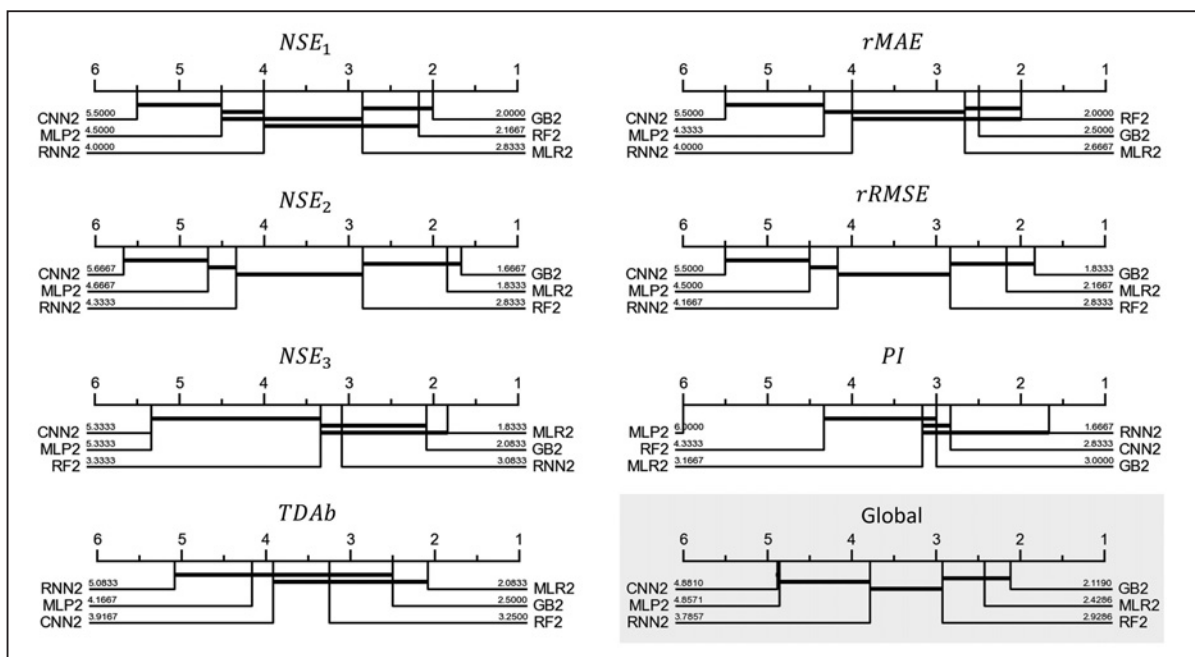 NSE₁
6 5 4 3 2 1
CNN2 5.5000 2.0000 GB2
MLP2 4.5000 2.1667 RF2
RNN2 4.0000 2.8333 MLR2
rMAE
6 5 4 3 2 1
CNN2 5.5000 2.0000 RF2
MLP2 4.3333 2.5000 GB2
RNN2 4.0000 2.6667 MLR2
NSE₂
6 5 4 3 2 1
CNN2 5.6667 1.6667 GB2
MLP2 4.6667 1.8333 MLR2
RNN2 4.3333 2.8333 RF2
rRMSE
6 5 4 3 2 1
CNN2 5.5000 1.8333 GB2
MLP2 4.5000 2.1667 MLR2
RNN2 4.1667 2.8333 RF2
NSE₃
6 5 4 3 2 1
CNN2 5.3333 1.8333 MLR2
MLP2 5.3333 2.0833 GB2
RF2 3.3333 3.0833 RNN2
PI
6 5 4 3 2 1
MLP2 6.0000 1.6667 RNN2
RF2 4.3333 2.8333 CNN2
MLR2 3.1667 3.0000 GB2
TDAb
6 5 4 3 2 1
RNN2 5.0833 2.0833 MLR2
MLP2 4.1667 2.5000 GB2
CNN2 3.9167 3.2500 RF2
Global
6 5 4 3 2 1
CNN2 4.8810 2.1190 GB2
MLP2 4.8571 2.4286 MLR2
RNN2 3.7857 2.9286 RF2